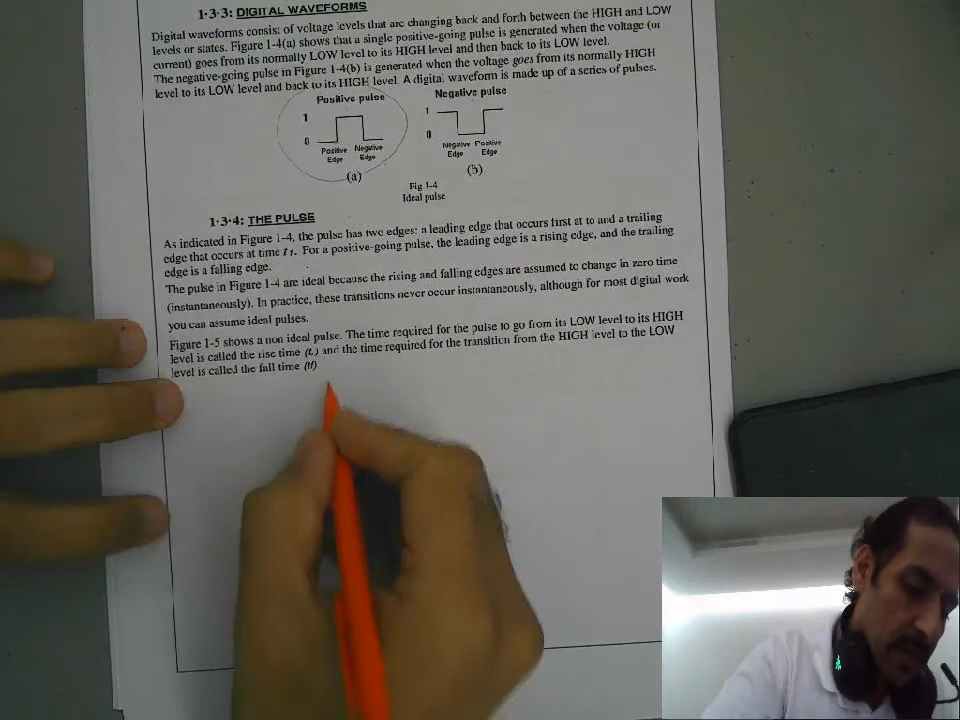 1·3·3: DIGITAL WAVEFORMS
Digital waveforms consist of voltage levels that are changing back and forth between the HIGH and LOW
levels or states. Figure 1-4(a) shows that a single positive-going pulse is generated when the voltage (or
current) goes from its normally LOW level to its HIGH level and then back to its LOW level.
The negative-going pulse in Figure 1-4(b) is generated when the voltage goes from its normally HIGH
level to its LOW level and back to its HIGH level. A digital waveform is made up of a series of pulses.
Positive pulse
1
0
Positive Edge
Negative Edge
(a)
Negative pulse
1
0
Negative Edge
Positive Edge
(b)
Fig 1-4
Ideal pulse
1·3·4: THE PULSE
As indicated in Figure 1-4, the pulse has two edges: a leading edge that occurs first at to and a trailing
edge that occurs at time t1. For a positive-going pulse, the leading edge is a rising edge, and the trailing
edge is a falling edge.
The pulse in Figure 1-4 are ideal because the rising and falling edges are assumed to change in zero time
(instantaneously). In practice, these transitions never occur instantaneously, although for most digital work
you can assume ideal pulses.
Figure 1-5 shows a non ideal pulse. The time required for the pulse to go from its LOW level to its HIGH
level is called the rise time (tr) and the time required for the transition from the HIGH level to the LOW
level is called the fall time (tf)